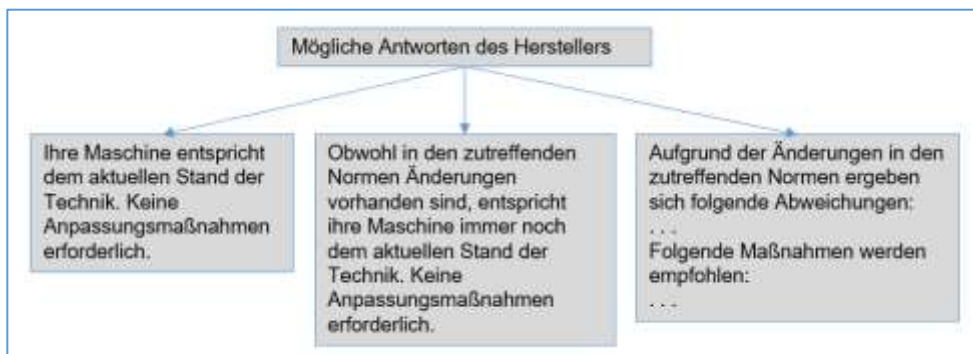 Mögliche Antworten des Herstellers
Ihre Maschine entspricht
dem aktuellen Stand der
Technik. Keine
Anpassungsmaßnahmen
erforderlich.
Obwohl in den zutreffenden
Normen Änderungen
vorhanden sind, entspricht
ihre Maschine immer noch
dem aktuellen Stand der
Technik. Keine
Anpassungsmaßnahmen
erforderlich.
Aufgrund der Änderungen in den
zutreffenden Normen ergeben
sich folgende Abweichungen:
. . .
Folgende Maßnahmen werden
empfohlen:
. . .